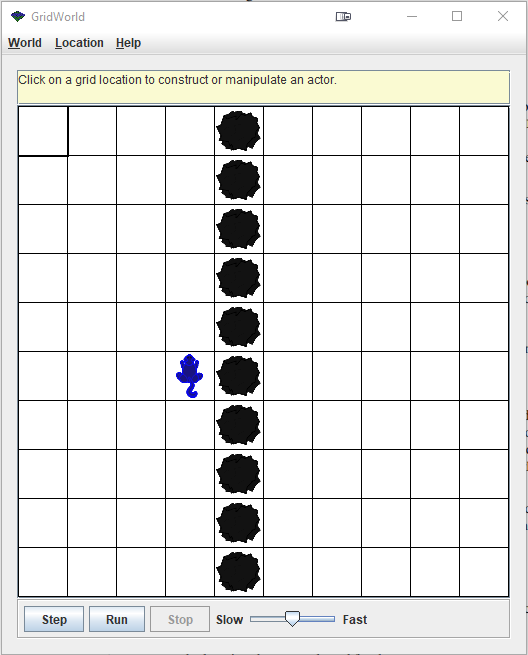 GridWorld
World Location Help
Click on a grid location to construct or manipulate an actor.
Step Run Stop Slow Fast